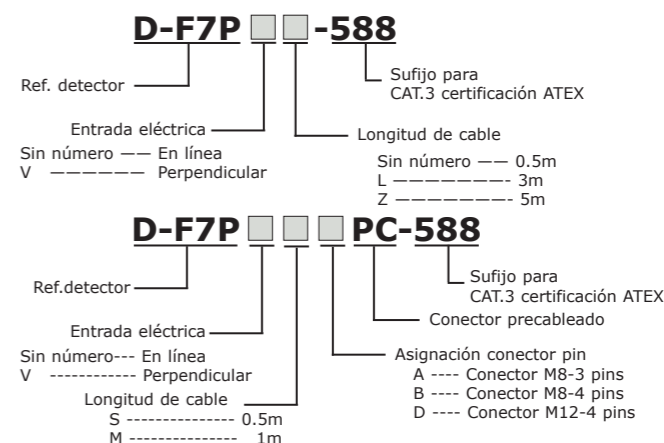 D-F7P -588
Ref. detector
Sufijo para
CAT.3 certificación ATEX
Entrada eléctrica
Sin número —— En línea
V —————— Perpendicular
Longitud de cable
Sin número —— 0.5m
L ———————- 3m
Z ———————- 5m
D-F7P PC-588
Ref.detector
Sufijo para
CAT.3 certificación ATEX
Conector precableado
Entrada eléctrica
Sin número--- En línea
V ------------ Perpendicular
Asignación conector pin
A ---- Conector M8-3 pins
B ---- Conector M8-4 pins
D ---- Conector M12-4 pins
Longitud de cable
S --------------- 0.5m
M --------------- 1m